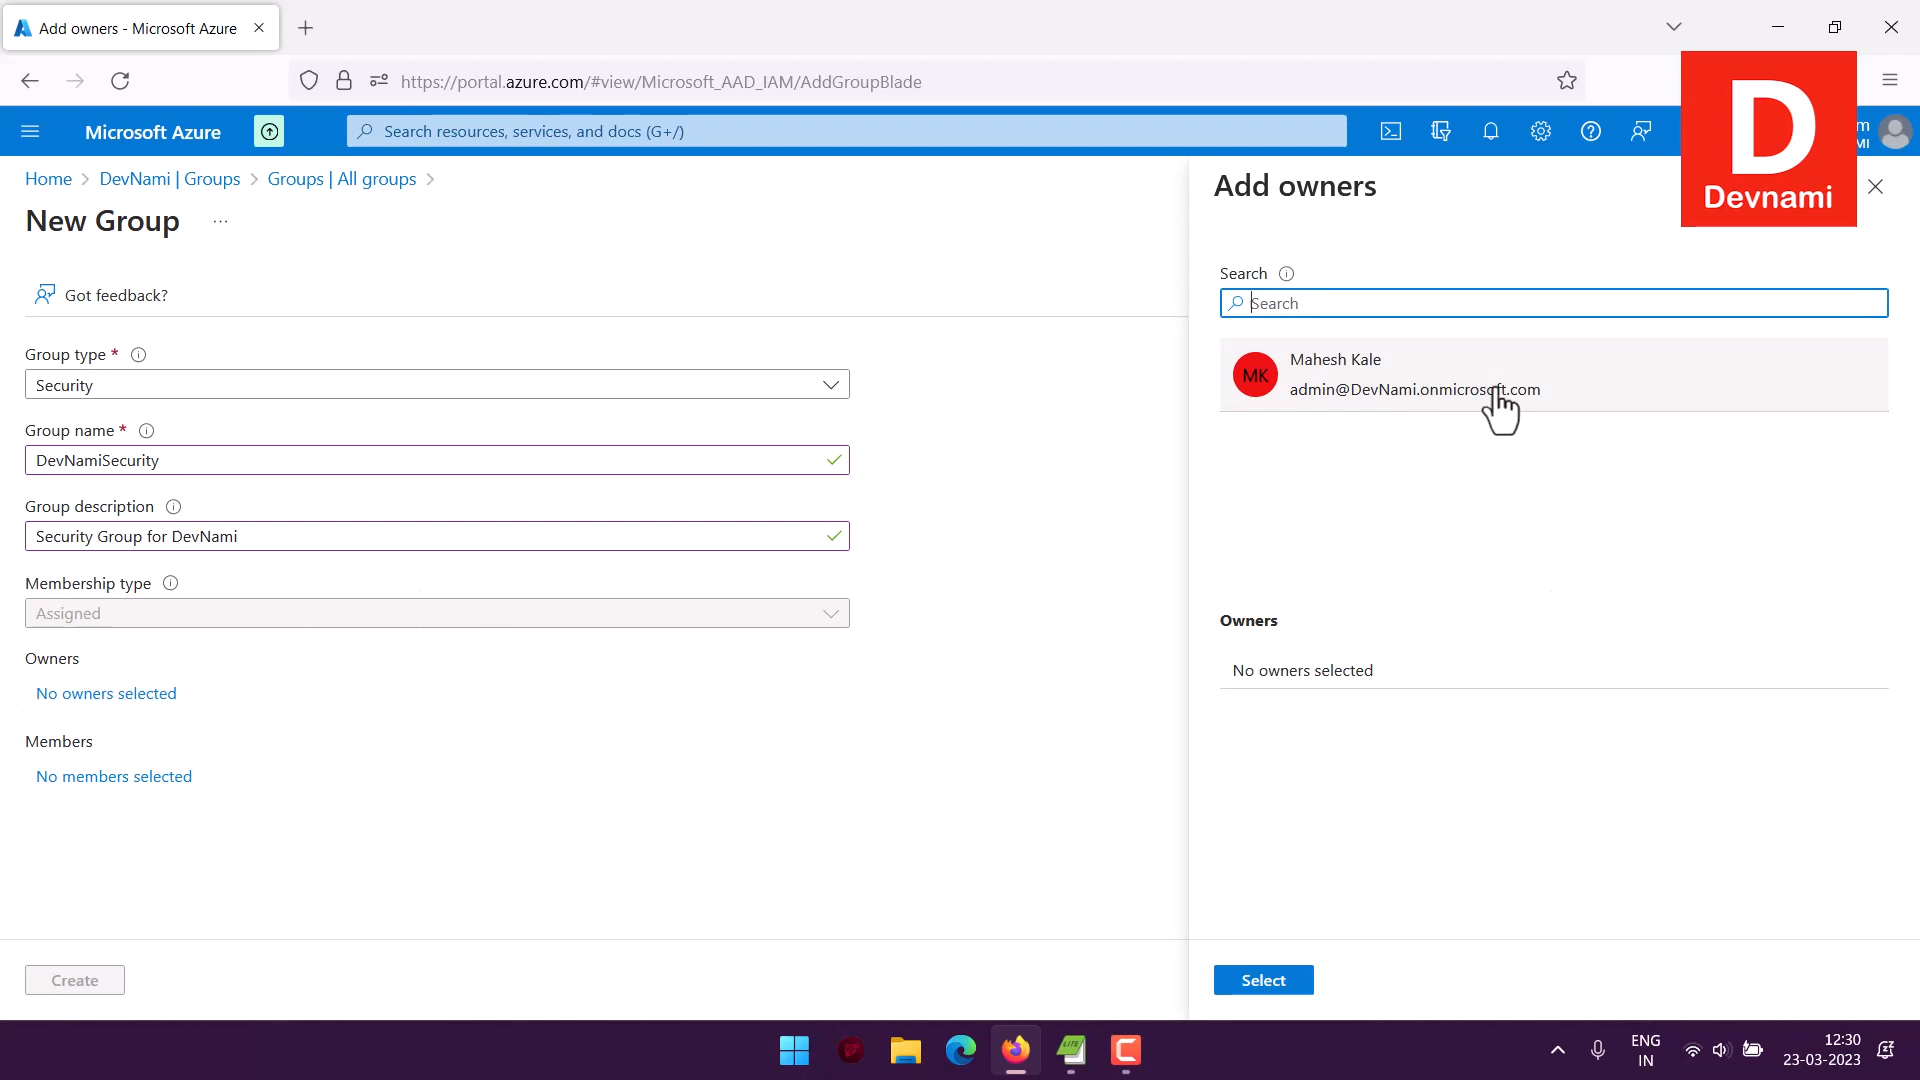 Add owners - Microsoft Azure
https://portal.azure.com/#view/Microsoft_AAD_IAM/AddGroupBlade
Microsoft Azure
Search resources, services, and docs (G+/)
m
MI
D
Devnami
Home > DevNami | Groups > Groups | All groups >
New Group ...
Got feedback?
Group type *
Security
Group name *
DevNamiSecurity
Group description
Security Group for DevNami
Membership type
Assigned
Owners
No owners selected
Members
No members selected
Create
Add owners
Search
Search
MK
Mahesh Kale
admin@DevNami.onmicrosoft.com
Owners
No owners selected
Select
LITE
C
ENG
IN
12:30
23-03-2023